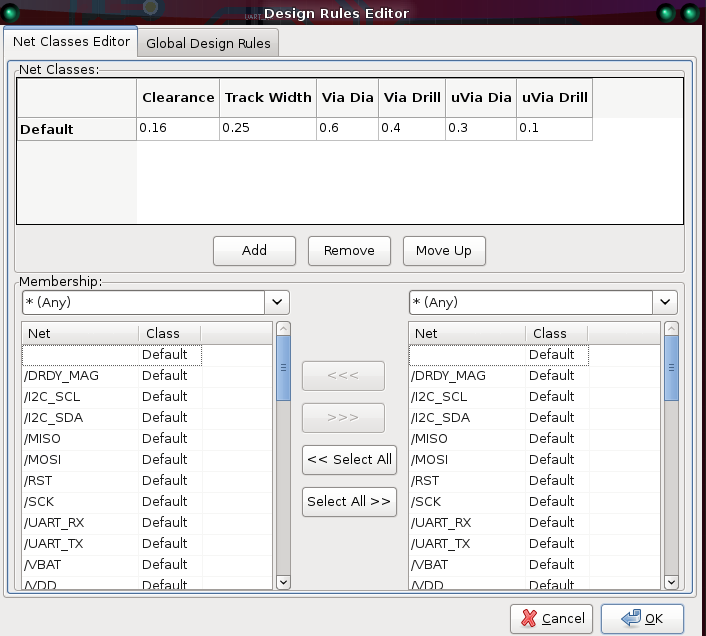 UART
Design Rules Editor
Net Classes Editor Global Design Rules
Net Classes:
Clearance Track Width Via Dia Via Drill uVia Dia uVia Drill
Default 0.16 0.25 0.6 0.4 0.3 0.1
Add Remove Move Up
Membership:
* (Any) * (Any)
Net Class Net Class
Default Default
/DRDY_MAG Default /DRDY_MAG Default
/I2C_SCL Default <<< /I2C_SCL Default
/I2C_SDA Default >>> /I2C_SDA Default
/MISO Default /MISO Default
/MOSI Default << Select All /MOSI Default
/RST Default /RST Default
/SCK Default Select All >> /SCK Default
/UART_RX Default /UART_RX Default
/UART_TX Default /UART_TX Default
/VBAT Default /VBAT Default
/VDD Default /VDD Default
Cancel OK